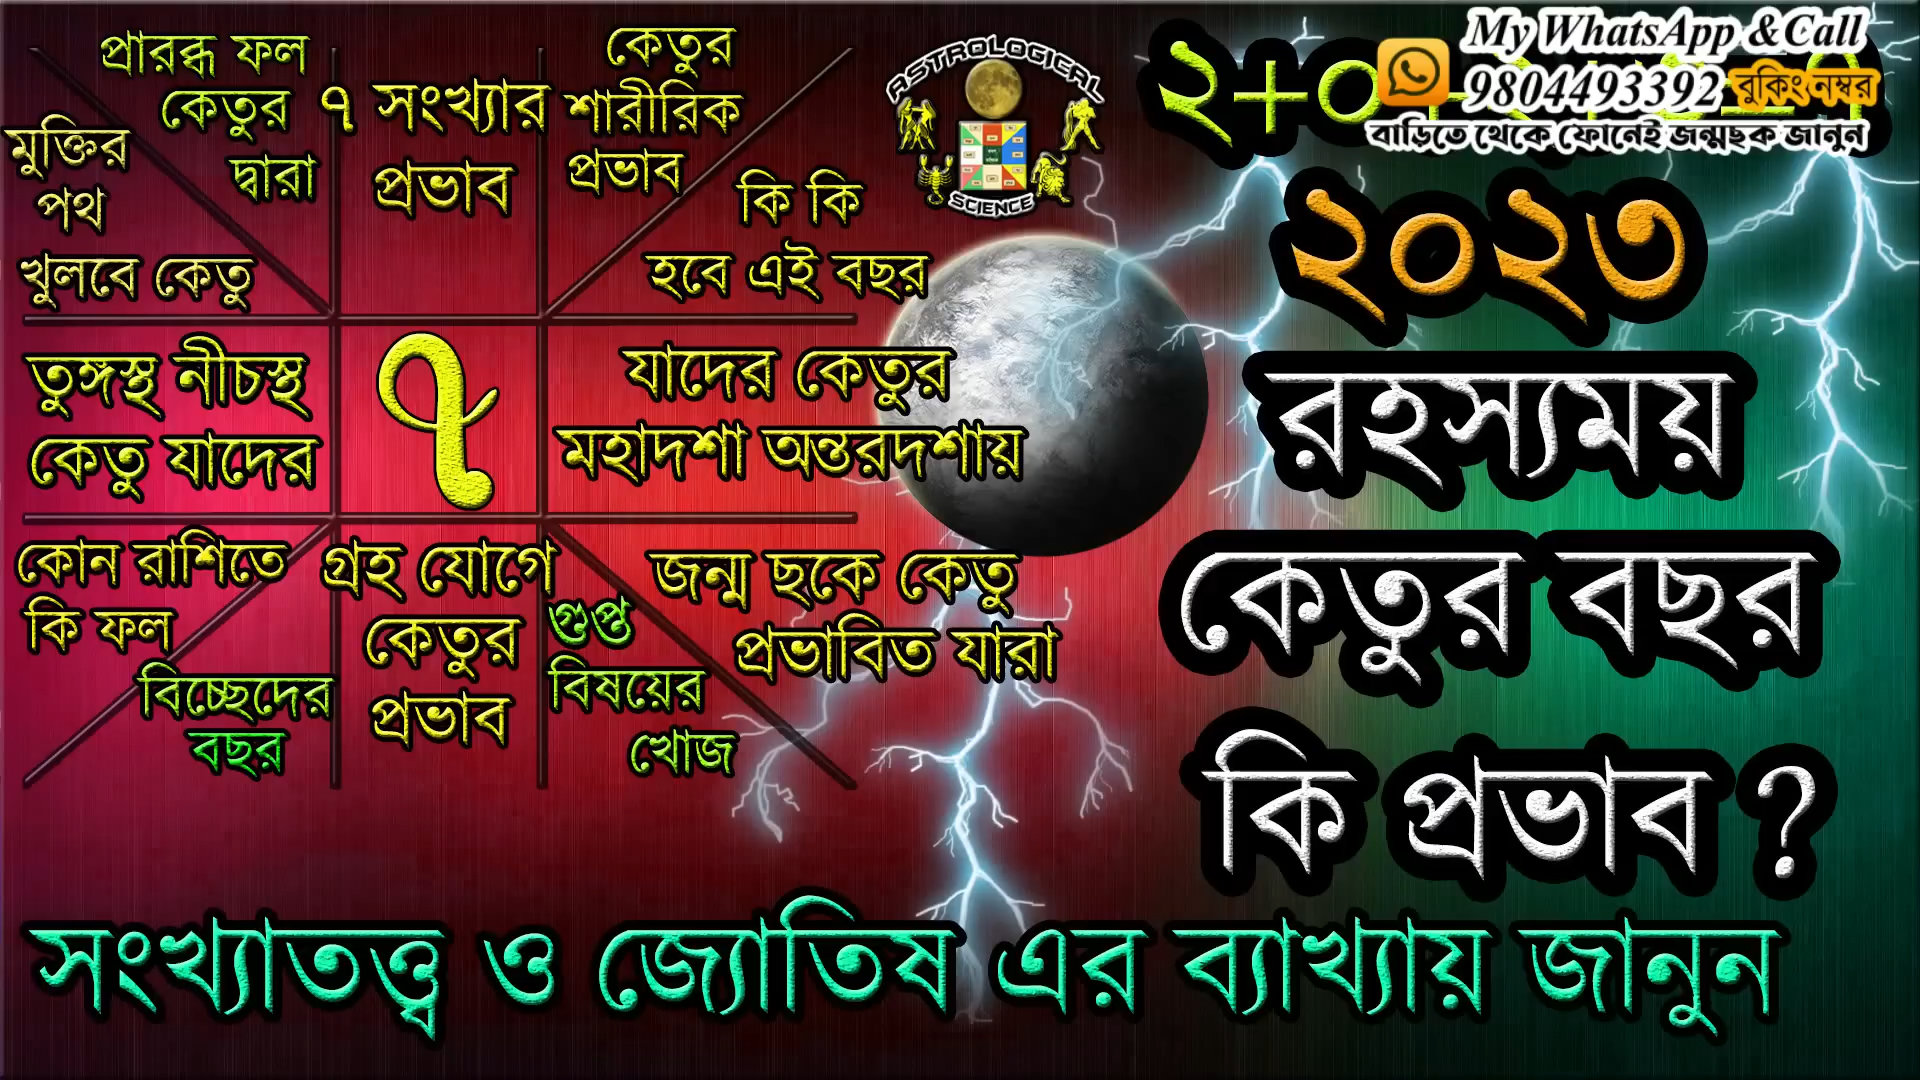 প্রারব্ধ ফল
কেতুর
দ্বারা
মুক্তির
পথ
খুলবে কেতু
৭ সংখ্যার
প্রভাব
কেতুর
শারীরিক
প্রভাব
কি কি
হবে এই বছর
তুঙ্গস্থ নীচস্থ
কেতু যাদের
৭
যাদের কেতুর
মহাদশা অন্তরদশায়
কোন রাশিতে
কি ফল
বিচ্ছেদের
বছর
গ্রহ যোগে
কেতুর
প্রভাব
গুপ্ত
বিষয়ের
খোজ
জন্ম ছকে কেতু
প্রভাবিত যারা
ASTROLOGICAL
SCIENCE
My WhatsApp &Call
9804493392 বুকিং নম্বর
বাড়িতে থেকে ফোনেই জন্মছক জানুন
২+০
২০২৩
রহস্যময়
কেতুর বছর
কি প্রভাব ?
সংখ্যাতত্ত্ব ও জ্যোতিষ এর ব্যাখ্যায় জানুন